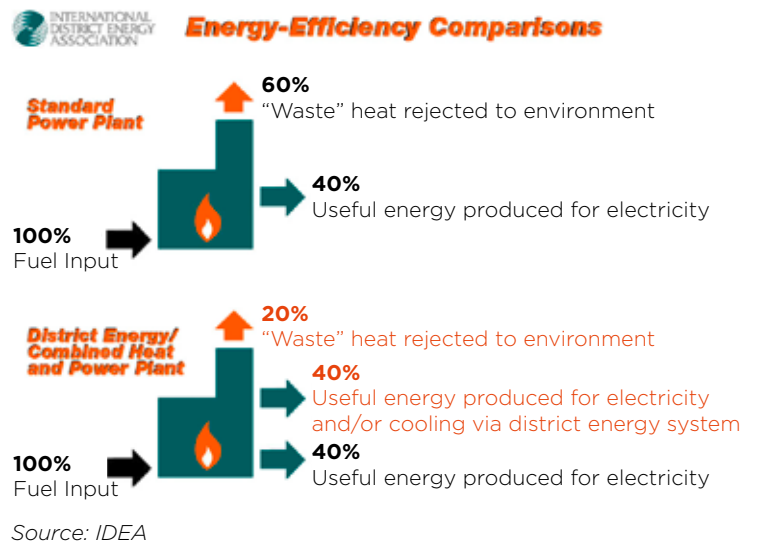 INTERNATIONAL
DISTRICT ENERGY
ASSOCIATION
Energy-Efficiency Comparisons
Standard
Power Plant
60%
“Waste” heat rejected to environment
40%
Useful energy produced for electricity
100%
Fuel Input
District Energy/
Combined Heat
and Power Plant
20%
“Waste” heat rejected to environment
40%
Useful energy produced for electricity
and/or cooling via district energy system
40%
Useful energy produced for electricity
100%
Fuel Input
Source: IDEA